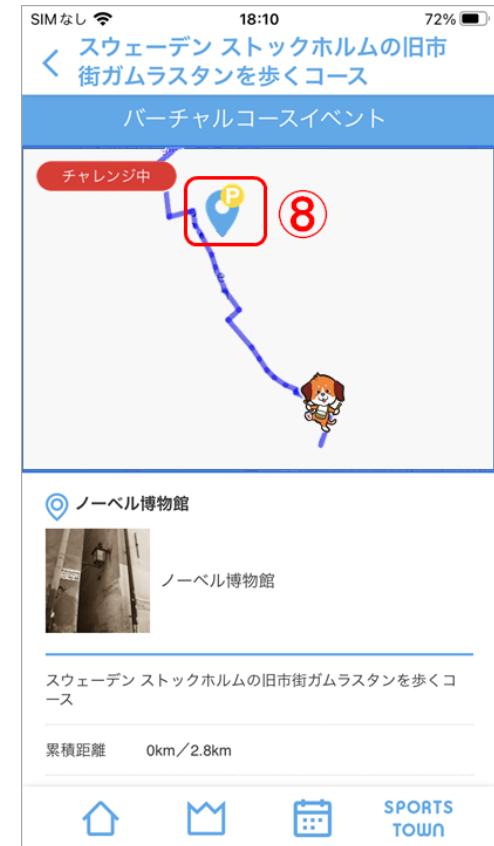 SIMなし 18:10 72%
スウェーデン ストックホルムの旧市
街ガムラスタンを歩くコース
バーチャルコースイベント
チャレンジ中
P
⑧
ノーベル博物館
ノーベル博物館
スウェーデン ストックホルムの旧市街ガムラスタンを歩くコ
ース
累積距離 0km／2.8km
SPORTS
TOWN